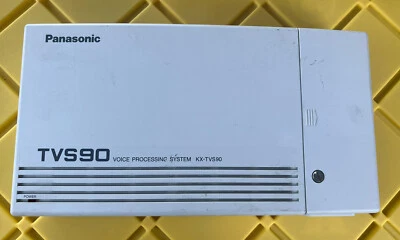 Panasonic
TVS90 VOICE PROCESSING SYSTEM KX-TVS90
POWER